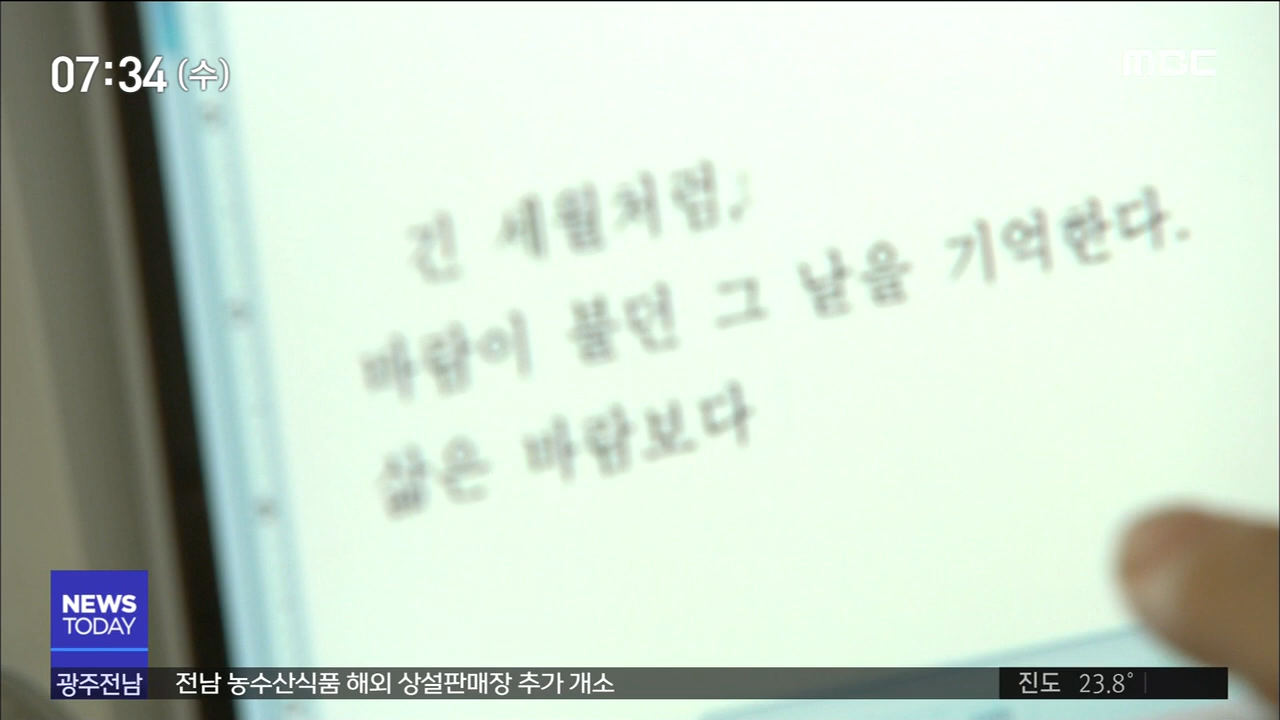 07:34 (수)
mbc
긴 세월처럼,
바람이 불던 그 날을 기억한다.
삶은 바람보다
NEWS
TODAY
광주전남 전남 농수산식품 해외 상설판매장 추가 개소 진도 23.8°